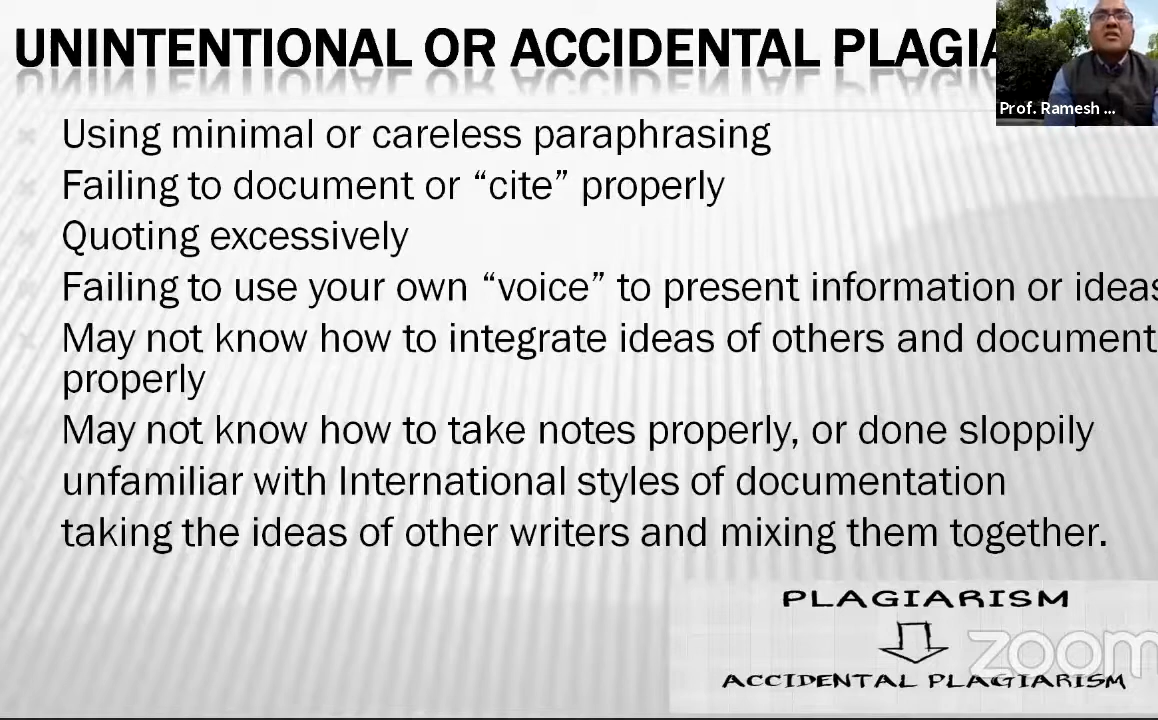 UNINTENTIONAL OR ACCIDENTAL PLAGIA
Prof. Ramesh ...
Using minimal or careless paraphrasing
Failing to document or “cite” properly
Quoting excessively
Failing to use your own “voice” to present information or ideas
May not know how to integrate ideas of others and document
properly
May not know how to take notes properly, or done sloppily
unfamiliar with International styles of documentation
taking the ideas of other writers and mixing them together.
PLAGIARISM
zoom
ACCIDENTAL PLAGIARISM